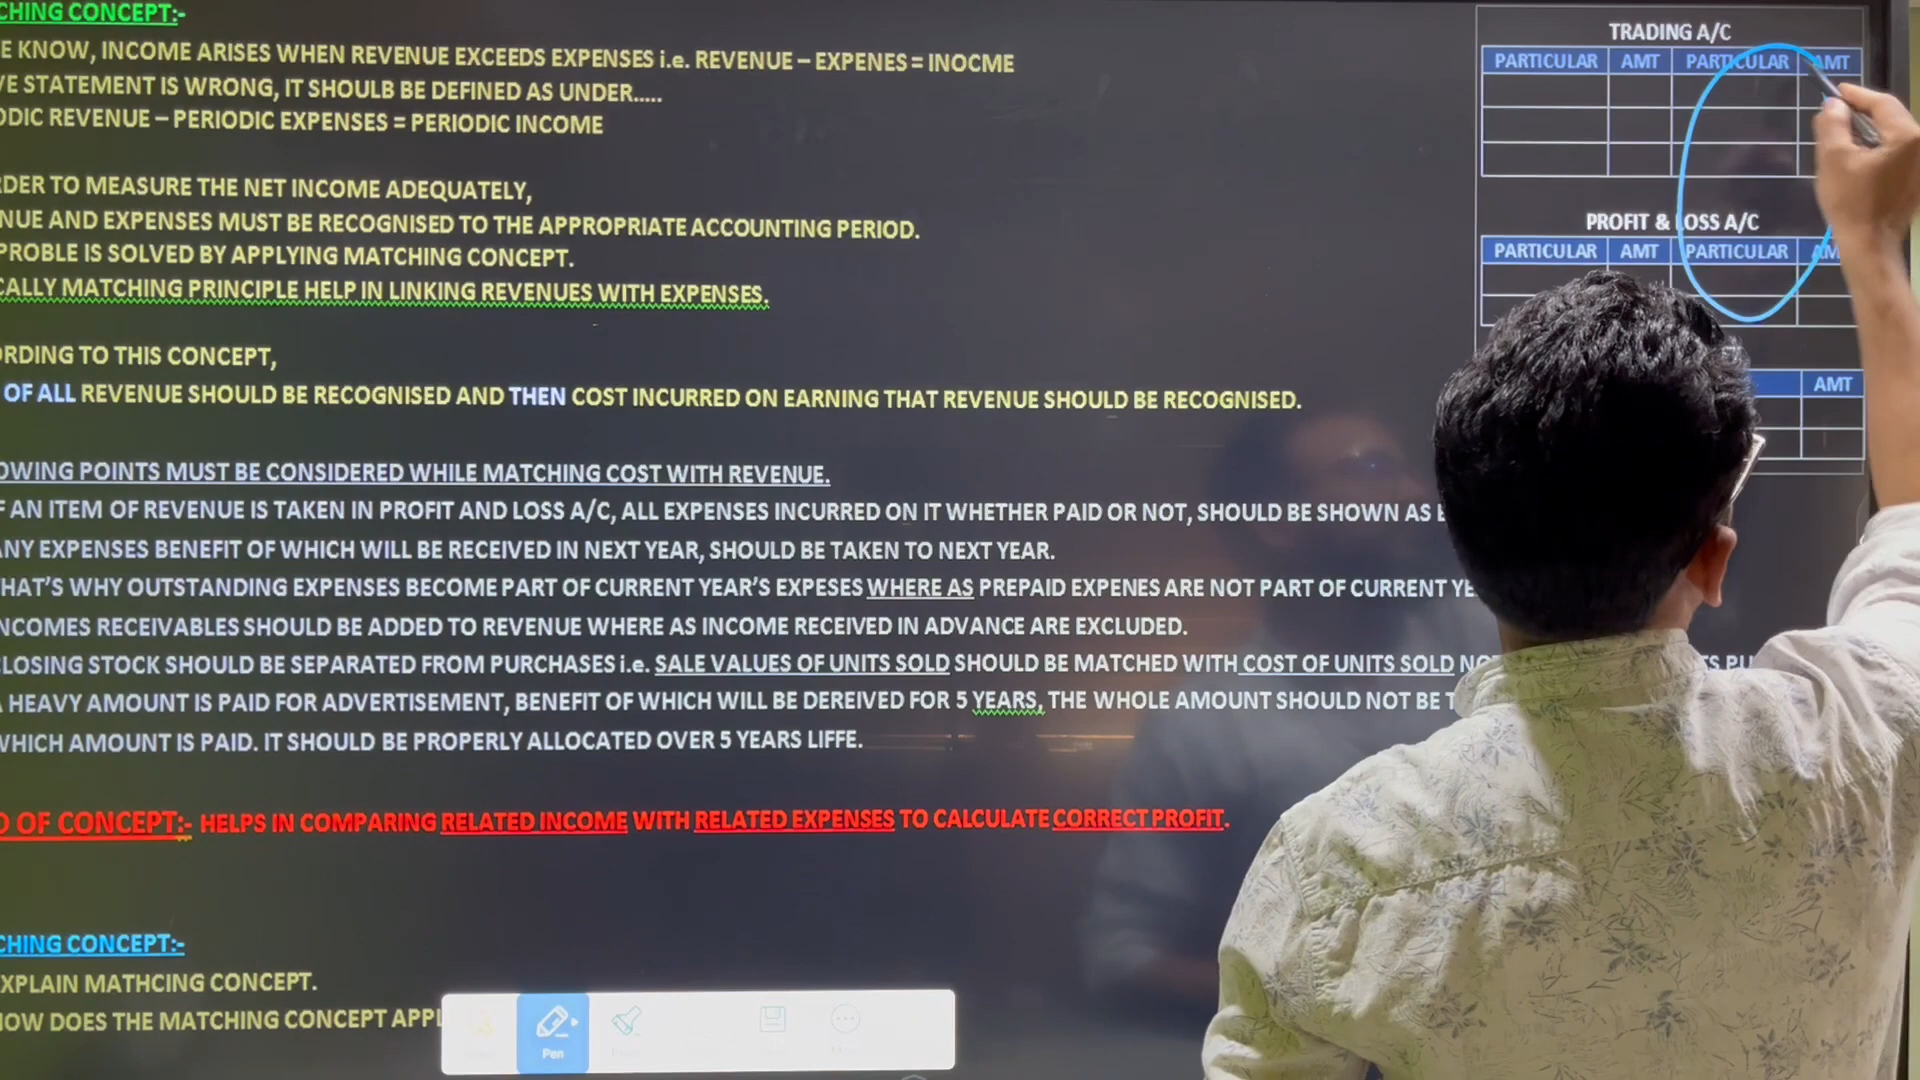 CHING CONCEPT:-
E KNOW, INCOME ARISES WHEN REVENUE EXCEEDS EXPENSES i.e. REVENUE – EXPENES = INOCME
VE STATEMENT IS WRONG, IT SHOULB BE DEFINED AS UNDER.....
ODIC REVENUE – PERIODIC EXPENSES = PERIODIC INCOME
RDER TO MEASURE THE NET INCOME ADEQUATELY,
NUE AND EXPENSES MUST BE RECOGNISED TO THE APPROPRIATE ACCOUNTING PERIOD.
PROBLE IS SOLVED BY APPLYING MATCHING CONCEPT.
CALLY MATCHING PRINCIPLE HELP IN LINKING REVENUES WITH EXPENSES.
ORDING TO THIS CONCEPT,
OF ALL REVENUE SHOULD BE RECOGNISED AND THEN COST INCURRED ON EARNING THAT REVENUE SHOULD BE RECOGNISED.
OWING POINTS MUST BE CONSIDERED WHILE MATCHING COST WITH REVENUE.
F AN ITEM OF REVENUE IS TAKEN IN PROFIT AND LOSS A/C, ALL EXPENSES INCURRED ON IT WHETHER PAID OR NOT, SHOULD BE SHOWN AS E
ANY EXPENSES BENEFIT OF WHICH WILL BE RECEIVED IN NEXT YEAR, SHOULD BE TAKEN TO NEXT YEAR.
HAT'S WHY OUTSTANDING EXPENSES BECOME PART OF CURRENT YEAR'S EXPESES WHERE AS PREPAID EXPENES ARE NOT PART OF CURRENT YE
NCOMES RECEIVABLES SHOULD BE ADDED TO REVENUE WHERE AS INCOME RECEIVED IN ADVANCE ARE EXCLUDED.
CLOSING STOCK SHOULD BE SEPARATED FROM PURCHASES i.e. SALE VALUES OF UNITS SOLD SHOULD BE MATCHED WITH COST OF UNITS SOLD NO TS PU
A HEAVY AMOUNT IS PAID FOR ADVERTISEMENT, BENEFIT OF WHICH WILL BE DEREIVED FOR 5 YEARS, THE WHOLE AMOUNT SHOULD NOT BE T
WHICH AMOUNT IS PAID. IT SHOULD BE PROPERLY ALLOCATED OVER 5 YEARS LIFFE.
D OF CONCEPT:- HELPS IN COMPARING RELATED INCOME WITH RELATED EXPENSES TO CALCULATE CORRECT PROFIT.
CHING CONCEPT:-
XPLAIN MATHCING CONCEPT.
HOW DOES THE MATCHING CONCEPT APPL
Pen
TRADING A/C
PARTICULAR AMT PARTICULAR AMT
PROFIT & LOSS A/C
PARTICULAR AMT PARTICULAR AM
AMT